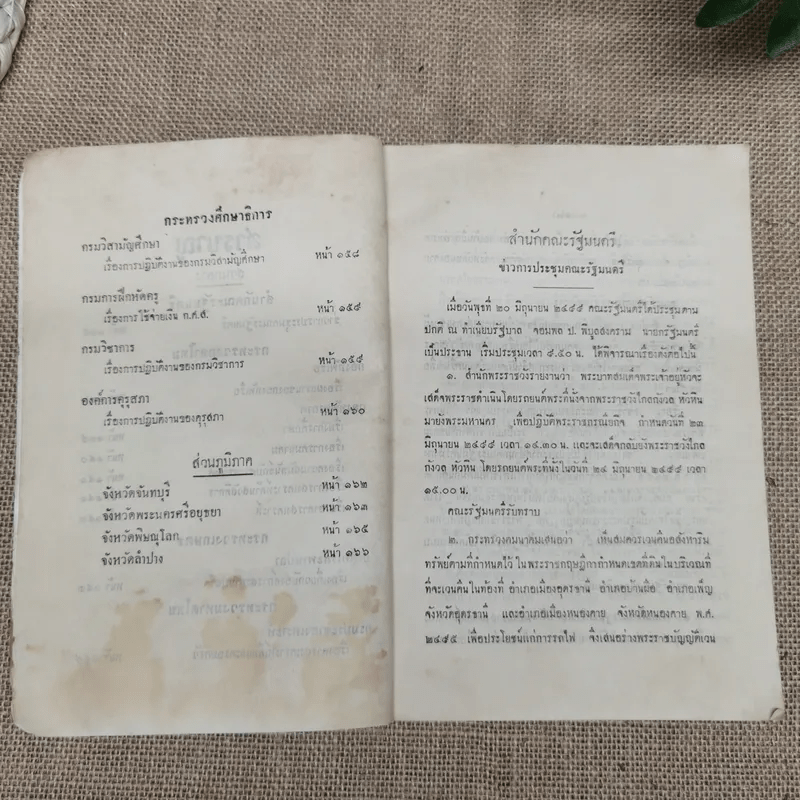 กระทรวงศึกษาธิการ
กรมวิสามัญศึกษา
เรื่องการปฏิบัติงานของกรมวิสามัญศึกษา หน้า ๑๕๘
กรมการฝึกหัดครู
เรื่องการใช้จ่ายเงิน ก.ศ.ส. หน้า ๑๕๙
กรมวิชาการ
เรื่องการปฏิบัติงานของกรมวิชาการ หน้า ๑๕๙
องค์การคุรุสภา
เรื่องการปฏิบัติงานของคุรุสภา หน้า ๑๖๐
ส่วนภูมิภาค
จังหวัดจันทบุรี หน้า ๑๖๒
จังหวัดพระนครศรีอยุธยา หน้า ๑๖๓
จังหวัดพิษณุโลก หน้า ๑๖๕
จังหวัดลำปาง หน้า ๑๖๖
สำนักคณะรัฐมนตรี
ข่าวการประชุมคณะรัฐมนตรี
เมื่อวันพุธที่ ๒๐ มิถุนายน ๒๔๙๙ คณะรัฐมนตรีได้ประชุมตาม
ปกติ ณ ทำเนียบรัฐบาล จอมพล ป. พิบูลสงคราม นายกรัฐมนตรี
เป็นประธาน เริ่มประชุมเวลา ๙.๕๐ น. ได้พิจารณาเรื่องดังต่อไปนี้
๑. สำนักพระราชวังรายงานว่า พระบาทสมเด็จพระเจ้าอยู่หัวจะ
เสด็จพระราชดำเนินโดยรถยนต์พระที่นั่งจากพระราชวังไกลกังวล หัวหิน
มายังพระมหานคร เพื่อปฏิบัติพระราชกรณียกิจ กำหนดวันที่ ๒๓
มิถุนายน ๒๔๙๙ เวลา ๑๔.๓๐ น. และจะเสด็จกลับยังพระราชวังไกล
กังวล หัวหิน โดยรถยนต์พระที่นั่งในวันที่ ๒๔ มิถุนายน ๒๔๙๙ เวลา
๑๕.๐๐ น.
คณะรัฐมนตรีรับทราบ
๒. กระทรวงคมนาคมเสนอว่า เห็นสมควรเวนคืนอสังหาริม
ทรัพย์ตามที่กำหนดไว้ ในพระราชกฤษฎีกากำหนดเขตที่ดินในบริเวณที่
ที่จะเวนคืนในท้องที่ อำเภอเมืองอุดรธานี อำเภอบ้านผือ อำเภอเพ็ญ
จังหวัดอุดรธานี และอำเภอเมืองหนองคาย จังหวัดหนองคาย พ.ศ.
๒๔๙๕ เพื่อประโยชน์แก่การรถไฟ จึงเสนอร่างพระราชบัญญัติเวน